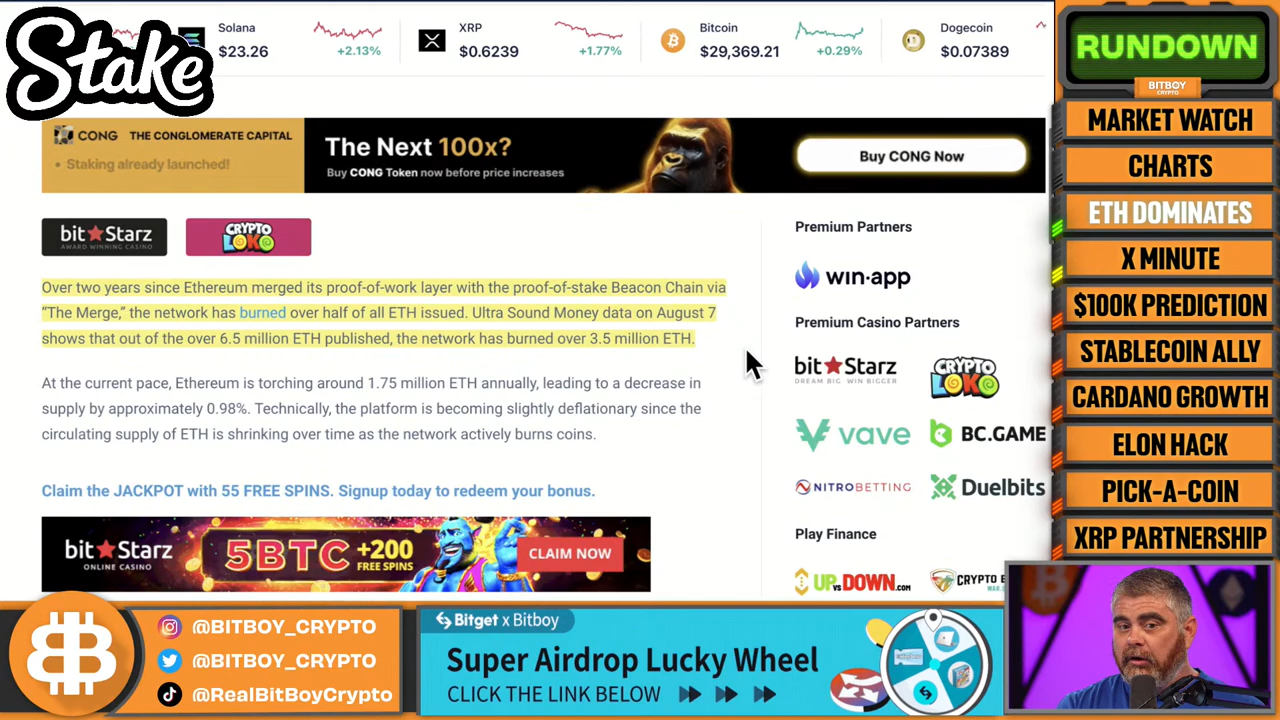 Stake
Solana
$23.26
+2.13%
XRP
$0.6239
+1.77%
Bitcoin
$29,369.21
+0.29%
Dogecoin
$0.07389
CONG THE CONGLOMERATE CAPITAL
• Staking already launched!
The Next 100x?
Buy CONG Token now before price increases
Buy CONG Now
bit★Starz
AWARD WINNING CASINO
CRYPTO
LOKO
Over two years since Ethereum merged its proof-of-work layer with the proof-of-stake Beacon Chain via
“The Merge,” the network has burned over half of all ETH issued. Ultra Sound Money data on August 7
shows that out of the over 6.5 million ETH published, the network has burned over 3.5 million ETH.
At the current pace, Ethereum is torching around 1.75 million ETH annually, leading to a decrease in
supply by approximately 0.98%. Technically, the platform is becoming slightly deflationary since the
circulating supply of ETH is shrinking over time as the network actively burns coins.
Claim the JACKPOT with 55 FREE SPINS. Signup today to redeem your bonus.
bit★Starz
ONLINE CASINO
5BTC +200
FREE SPINS
CLAIM NOW
Premium Partners
win·app
Premium Casino Partners
bit★Starz
DREAM BIG. WIN BIGGER
CRYPTO
LOKO
vave
BC.GAME
NITROBETTING
Duelbits
Play Finance
UP vs DOWN.COM
CRYPTO
RUNDOWN
BITBOY
CRYPTO
MARKET WATCH
CHARTS
ETH DOMINATES
X MINUTE
$100K PREDICTION
STABLECOIN ALLY
CARDANO GROWTH
ELON HACK
PICK-A-COIN
XRP PARTNERSHIP
@BITBOY_CRYPTO
@BITBOY_CRYPTO
@RealBitBoyCrypto
Bitget x Bitboy
Super Airdrop Lucky Wheel
CLICK THE LINK BELOW